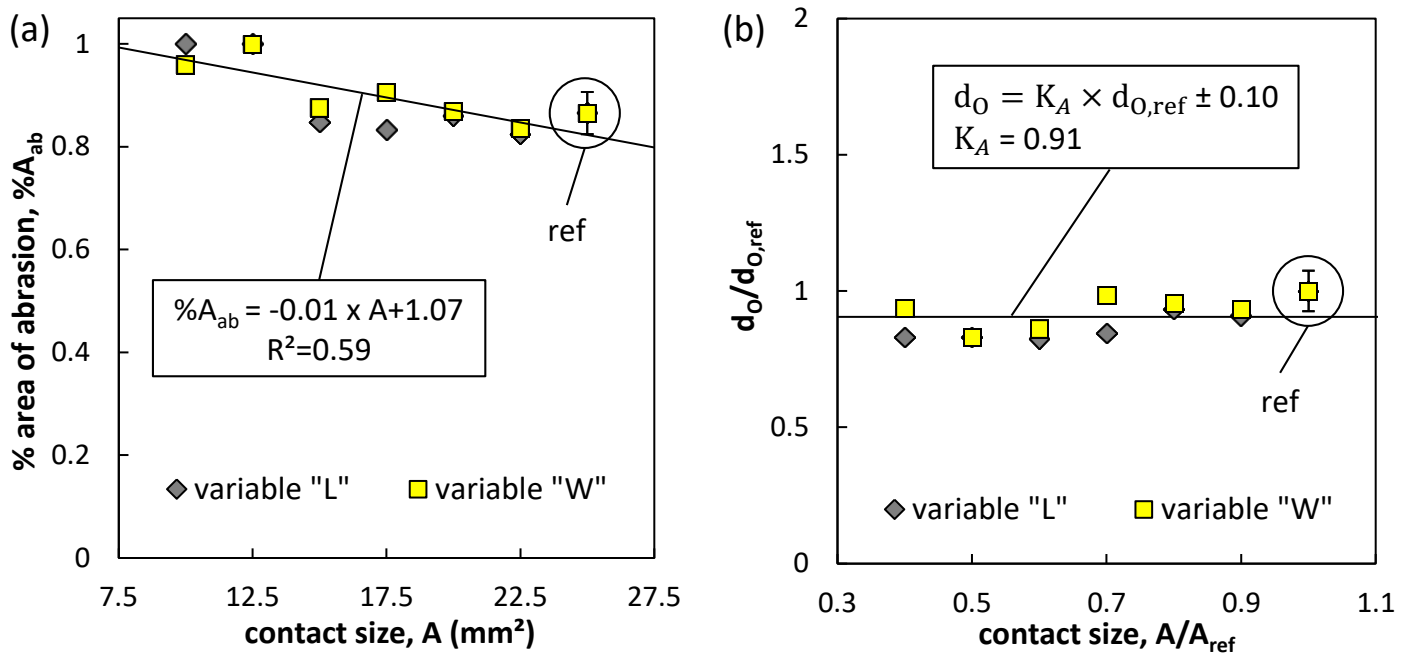 (a)
1
0.8
0.6
0.4
0.2
0
% area of abrasion, %A_ab
ref
%A_ab = -0.01 x A+1.07
R²=0.59
variable "L" variable "W"
7.5 12.5 17.5 22.5 27.5
contact size, A (mm²)
(b)
2
1.5
1
0.5
0
d_O/d_O,ref
d_O = K_A × d_O,ref ± 0.10
K_A = 0.91
ref
variable "L" variable "W"
0.3 0.5 0.7 0.9 1.1
contact size, A/A_ref